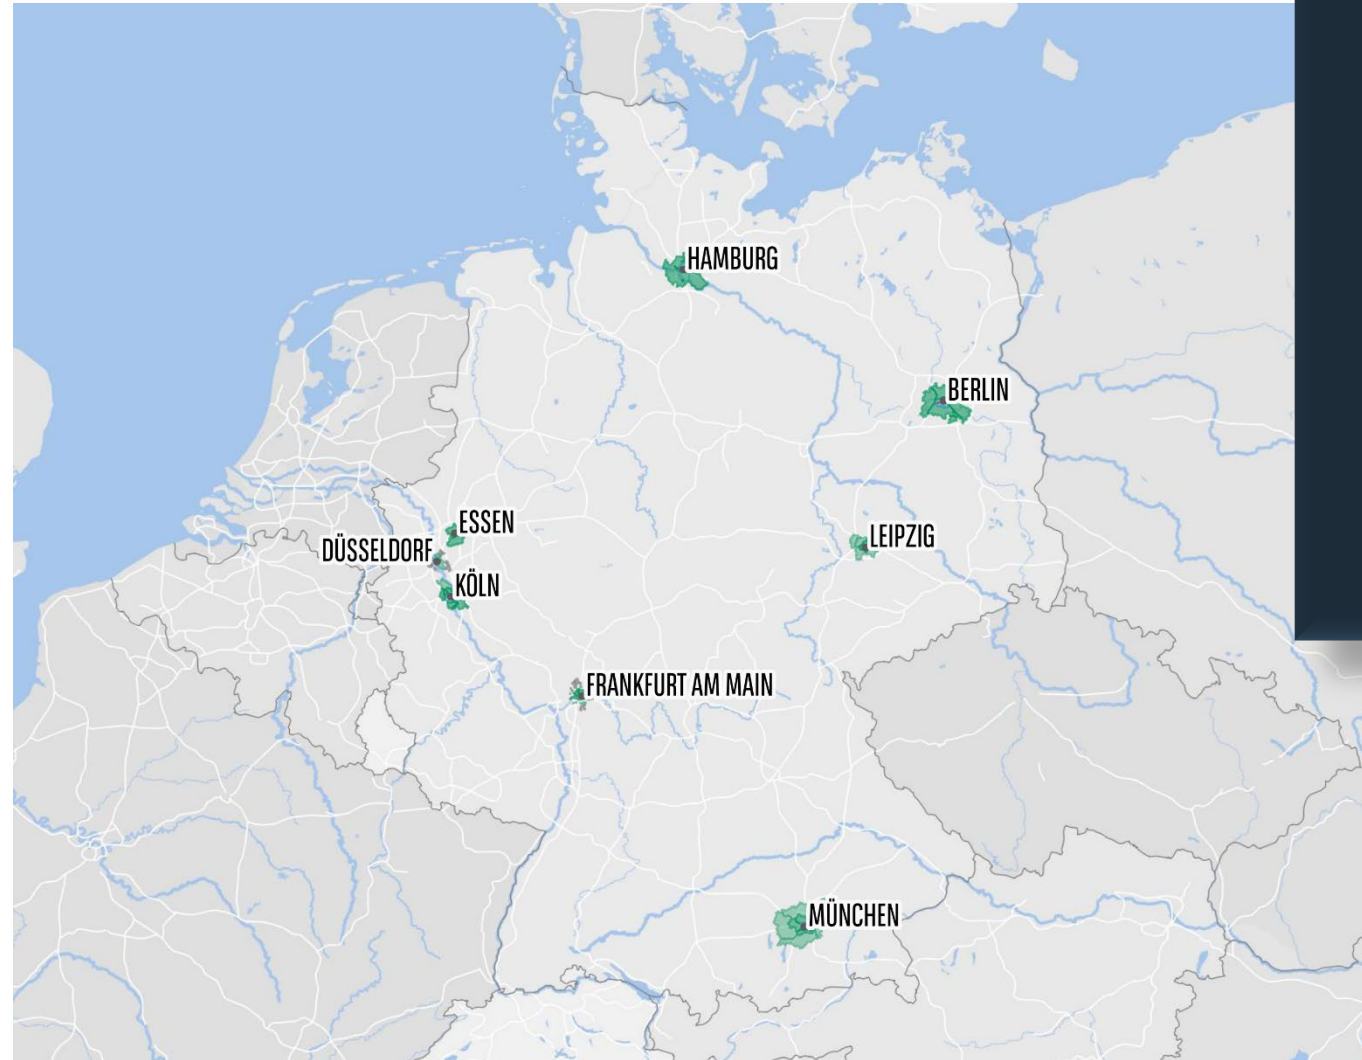 HAMBURG
BERLIN
ESSEN
LEIPZIG
DÜSSELDORF
KÖLN
FRANKFURT AM MAIN
MÜNCHEN